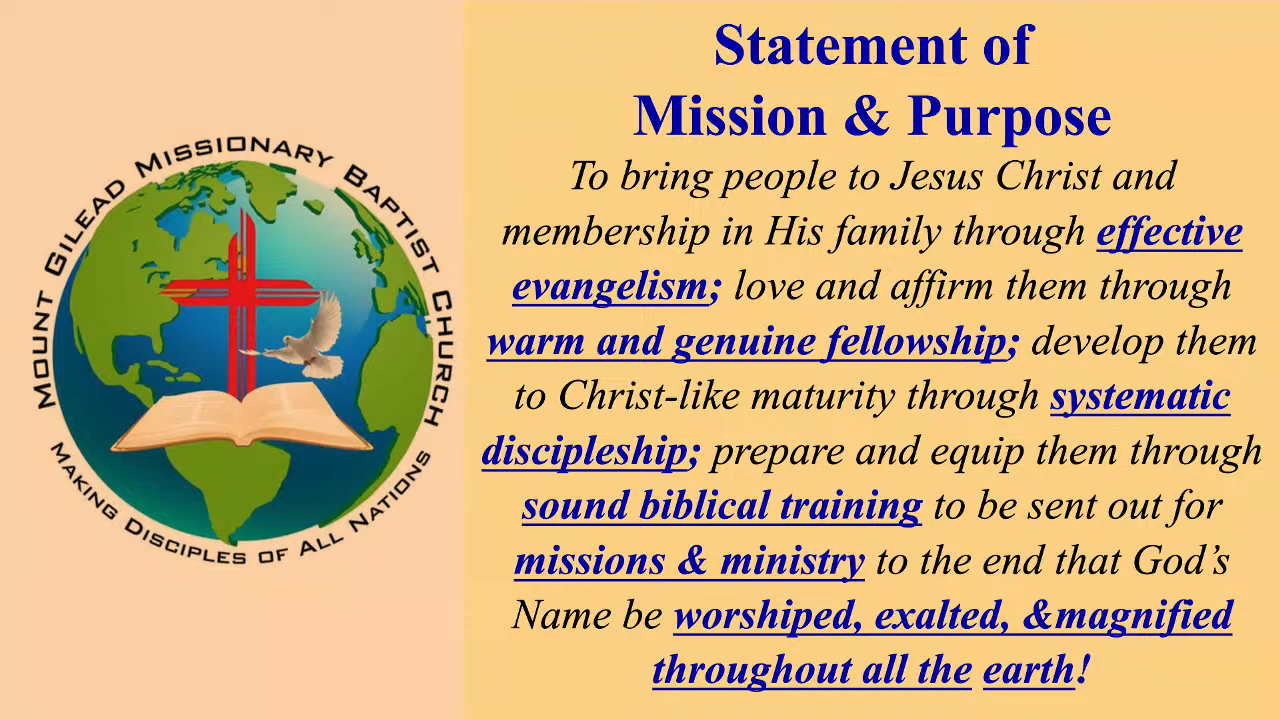 MOUNT GILEAD MISSIONARY BAPTIST CHURCH
MAKING DISCIPLES OF ALL NATIONS
Statement of
Mission & Purpose
To bring people to Jesus Christ and
membership in His family through effective
evangelism; love and affirm them through
warm and genuine fellowship; develop them
to Christ-like maturity through systematic
discipleship; prepare and equip them through
sound biblical training to be sent out for
missions & ministry to the end that God’s
Name be worshiped, exalted, &magnified
throughout all the earth!